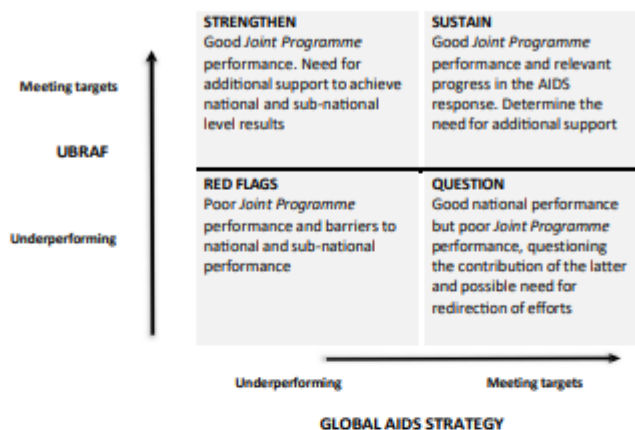 STRENGTHEN
Good Joint Programme
performance. Need for
additional support to achieve
national and sub-national
level results
SUSTAIN
Good Joint Programme
performance and relevant
progress in the AIDS
response. Determine the
need for additional support
Meeting targets
UBRAF
Underperforming
RED FLAGS
Poor Joint Programme
performance and barriers to
national and sub-national
performance
QUESTION
Good national performance
but poor Joint Programme
performance, questioning
the contribution of the latter
and possible need for
redirection of efforts
Underperforming
Meeting targets
GLOBAL AIDS STRATEGY